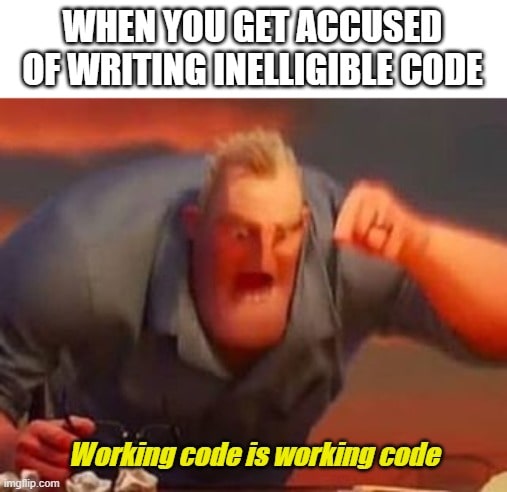 WHEN YOU GET ACCUSED
OF WRITING INELLIGIBLE CODE
Working code is working code
imgflip.com